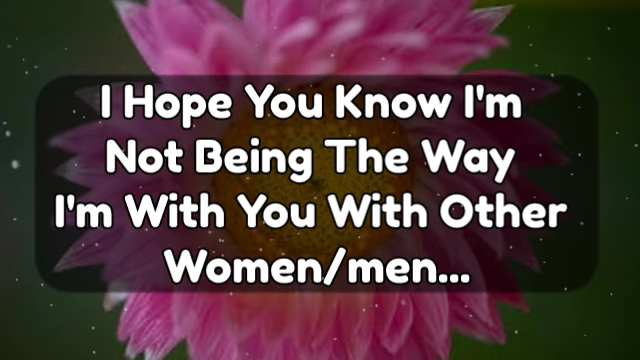 I Hope You Know I'm
Not Being The Way
I'm With You With Other
Women/men...